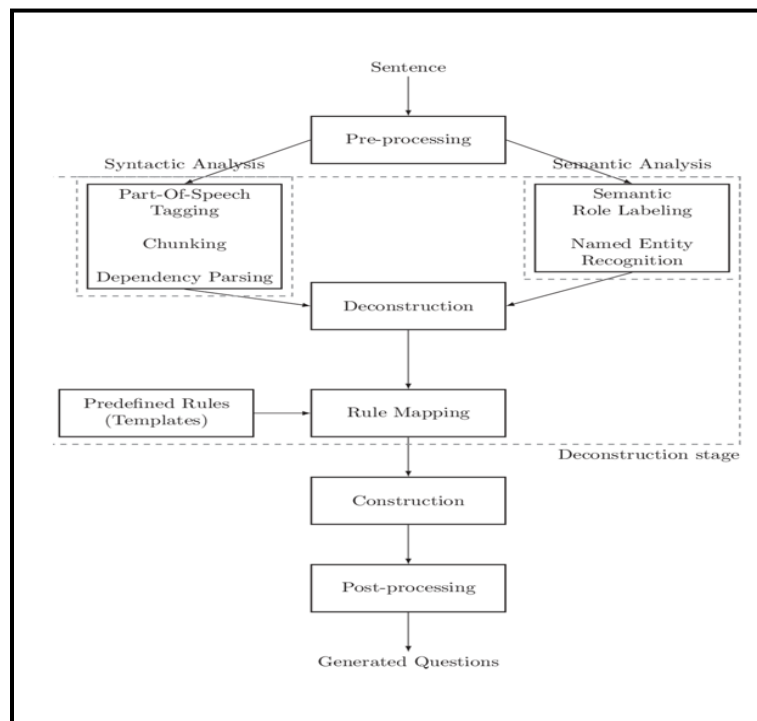 Sentence
Pre-processing
Syntactic Analysis
Semantic Analysis
Part-Of-Speech
Tagging
Chunking
Dependency Parsing
Semantic
Role Labeling
Named Entity
Recognition
Deconstruction
Predefined Rules
(Templates)
Rule Mapping
Deconstruction stage
Construction
Post-processing
Generated Questions